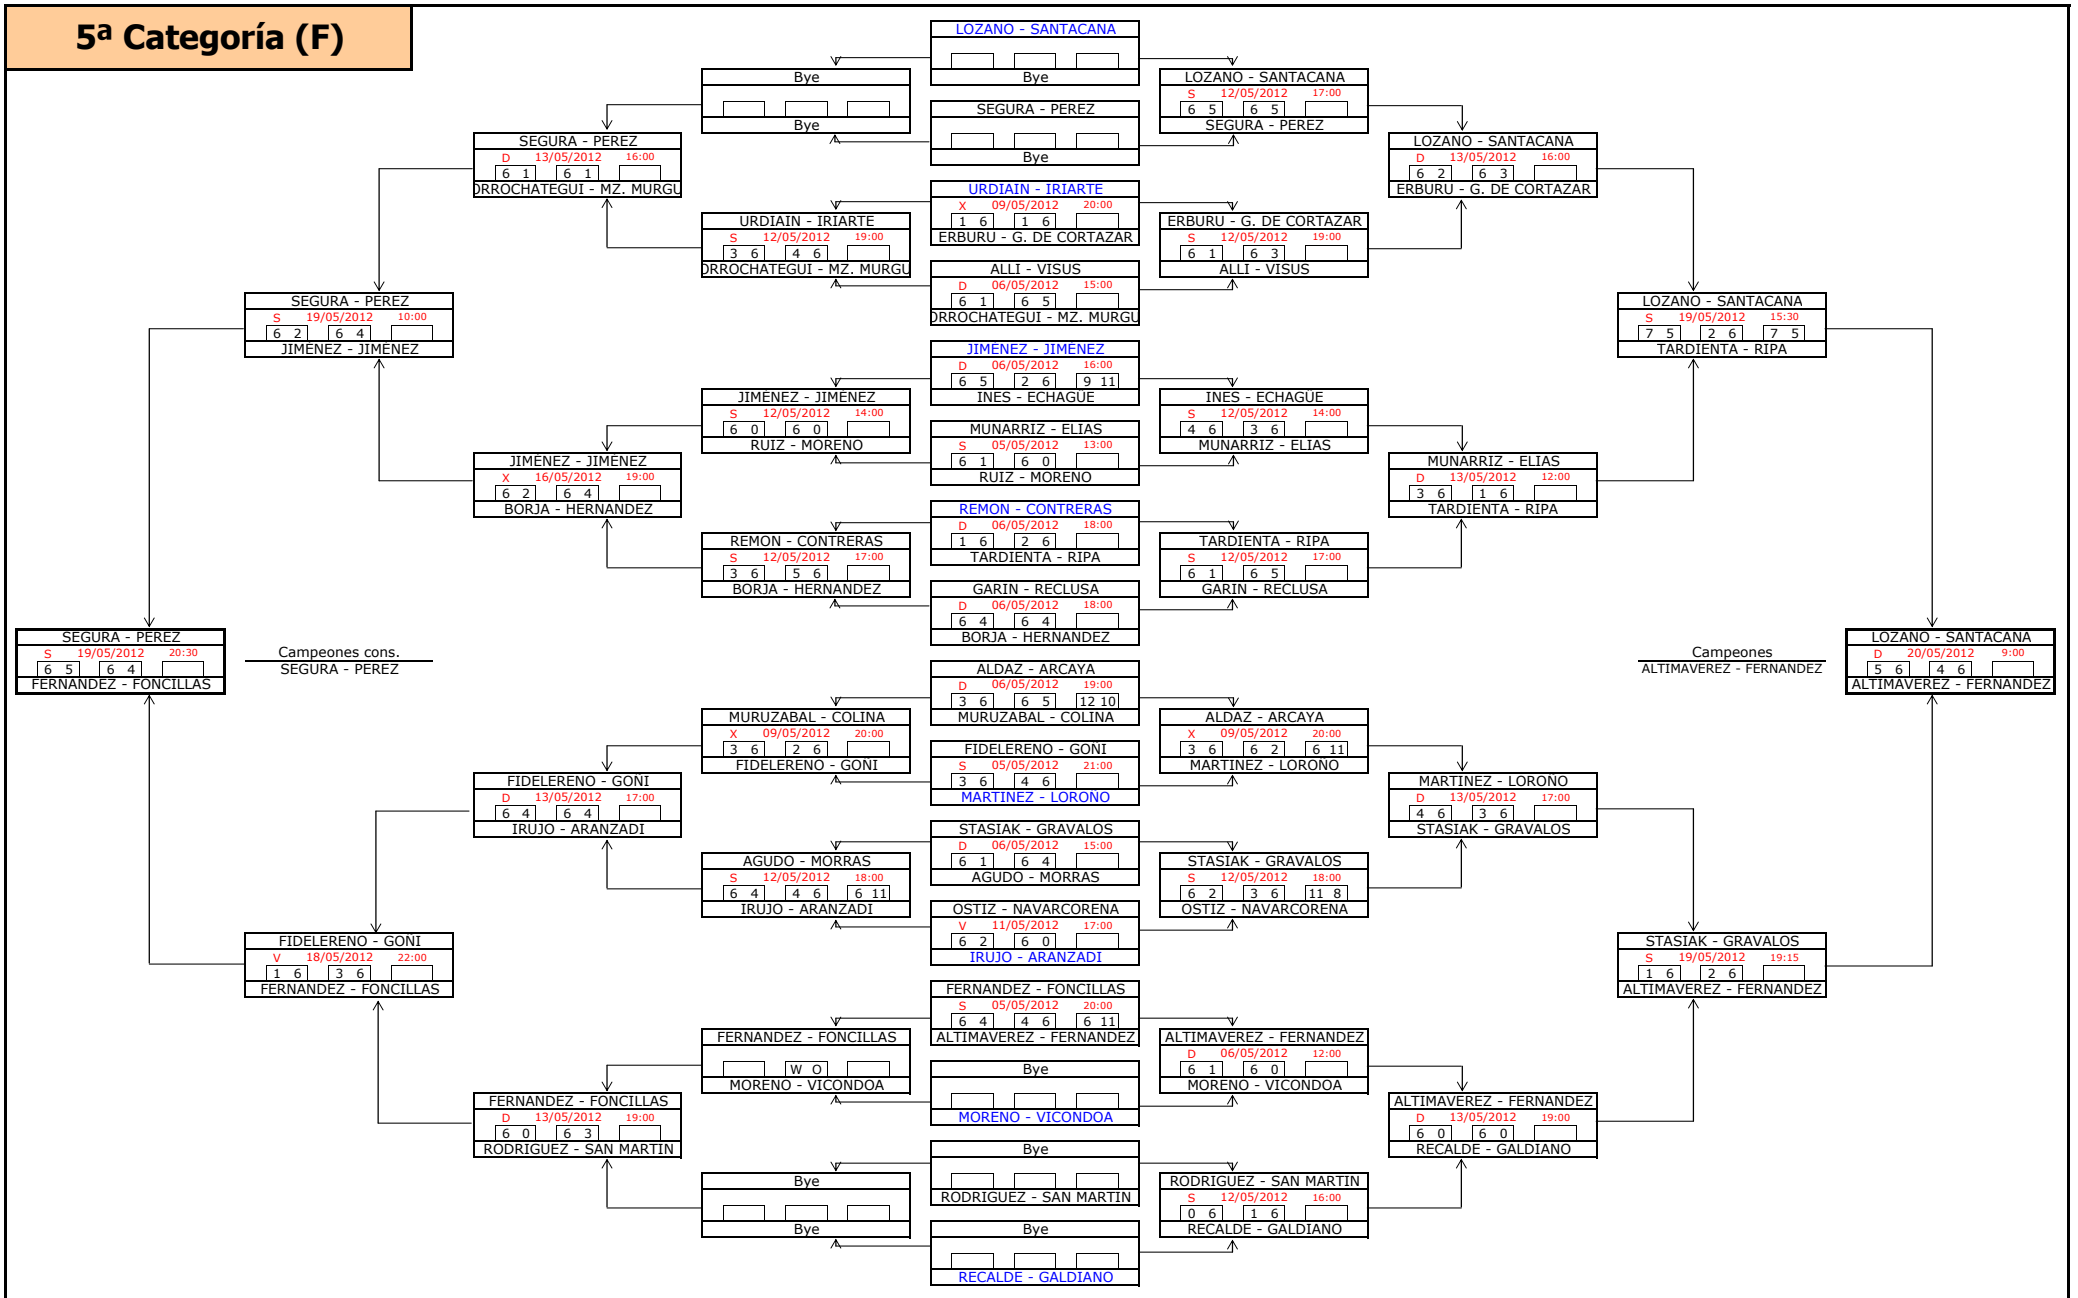 5ª Categoría (F)
LOZANO - SANTACANA
Bye
SEGURA - PEREZ
Bye
URDIAIN - IRIARTE
X 09/05/2012 20:00
1 6 1 6
ERBURU - G. DE CORTAZAR
ALLI - VISUS
D 06/05/2012 15:00
6 1 6 5
ORROCHATEGUI - MZ. MURGU
JIMÉNEZ - JIMÉNEZ
D 06/05/2012 16:00
6 5 2 6 9 11
INES - ECHAGÜE
MUNARRIZ - ELIAS
S 05/05/2012 13:00
6 1 6 0
RUIZ - MORENO
REMON - CONTRERAS
D 06/05/2012 18:00
1 6 2 6
TARDIENTA - RIPA
GARIN - RECLUSA
D 06/05/2012 18:00
6 4 6 4
BORJA - HERNANDEZ
ALDAZ - ARCAYA
D 06/05/2012 19:00
3 6 6 5 12 10
MURUZABAL - COLINA
FIDELEREÑO - GOÑI
S 05/05/2012 21:00
3 6 4 6
MARTINEZ - LOROÑO
STASIAK - GRAVALOS
D 06/05/2012 15:00
6 1 6 4
AGUDO - MORRAS
OSTIZ - NAVARCORENA
V 11/05/2012 17:00
6 2 6 0
IRUJO - ARANZADI
FERNANDEZ - FONCILLAS
S 05/05/2012 20:00
6 4 4 6 6 11
ALTIMAVEREZ - FERNANDEZ
Bye
MORENO - VICONDOA
Bye
RODRIGUEZ - SAN MARTIN
Bye
RECALDE - GALDIANO
Bye
Bye
URDIAIN - IRIARTE
S 12/05/2012 19:00
3 6 4 6
ORROCHATEGUI - MZ. MURGU
JIMÉNEZ - JIMÉNEZ
S 12/05/2012 14:00
6 0 6 0
RUIZ - MORENO
REMON - CONTRERAS
S 12/05/2012 17:00
3 6 5 6
BORJA - HERNANDEZ
MURUZABAL - COLINA
X 09/05/2012 20:00
3 6 2 6
FIDELEREÑO - GOÑI
AGUDO - MORRAS
S 12/05/2012 18:00
6 4 4 6 6 11
IRUJO - ARANZADI
FERNANDEZ - FONCILLAS
W O
MORENO - VICONDOA
Bye
Bye
SEGURA - PEREZ
D 13/05/2012 16:00
6 1 6 1
ORROCHATEGUI - MZ. MURGU
JIMÉNEZ - JIMÉNEZ
X 16/05/2012 19:00
6 2 6 4
BORJA - HERNANDEZ
FIDELEREÑO - GOÑI
D 13/05/2012 17:00
6 4 6 4
IRUJO - ARANZADI
FERNANDEZ - FONCILLAS
D 13/05/2012 19:00
6 0 6 3
RODRIGUEZ - SAN MARTIN
SEGURA - PEREZ
S 19/05/2012 10:00
6 2 6 4
JIMÉNEZ - JIMÉNEZ
FIDELEREÑO - GOÑI
V 18/05/2012 22:00
1 6 3 6
FERNANDEZ - FONCILLAS
SEGURA - PEREZ
S 19/05/2012 20:30
6 5 6 4
FERNANDEZ - FONCILLAS
Campeones cons.
SEGURA - PEREZ
LOZANO - SANTACANA
S 12/05/2012 17:00
6 5 6 5
SEGURA - PEREZ
ERBURU - G. DE CORTAZAR
S 12/05/2012 19:00
6 1 6 3
ALLI - VISUS
INES - ECHAGÜE
S 12/05/2012 14:00
4 6 3 6
MUNARRIZ - ELIAS
TARDIENTA - RIPA
S 12/05/2012 17:00
6 1 6 5
GARIN - RECLUSA
ALDAZ - ARCAYA
X 09/05/2012 20:00
3 6 6 2 6 11
MARTINEZ - LOROÑO
STASIAK - GRAVALOS
S 12/05/2012 18:00
6 2 3 6 11 8
OSTIZ - NAVARCORENA
ALTIMAVEREZ - FERNANDEZ
D 06/05/2012 12:00
6 1 6 0
MORENO - VICONDOA
RODRIGUEZ - SAN MARTIN
S 12/05/2012 16:00
0 6 1 6
RECALDE - GALDIANO
LOZANO - SANTACANA
D 13/05/2012 16:00
6 2 6 3
ERBURU - G. DE CORTAZAR
MUNARRIZ - ELIAS
D 13/05/2012 12:00
3 6 1 6
TARDIENTA - RIPA
MARTINEZ - LOROÑO
D 13/05/2012 17:00
4 6 3 6
STASIAK - GRAVALOS
ALTIMAVEREZ - FERNANDEZ
D 13/05/2012 19:00
6 0 6 0
RECALDE - GALDIANO
LOZANO - SANTACANA
S 19/05/2012 15:30
7 5 2 6 7 5
TARDIENTA - RIPA
STASIAK - GRAVALOS
S 19/05/2012 19:15
1 6 2 6
ALTIMAVEREZ - FERNANDEZ
Campeones
ALTIMAVEREZ - FERNANDEZ
LOZANO - SANTACANA
D 20/05/2012 9:00
5 6 4 6
ALTIMAVEREZ - FERNANDEZ